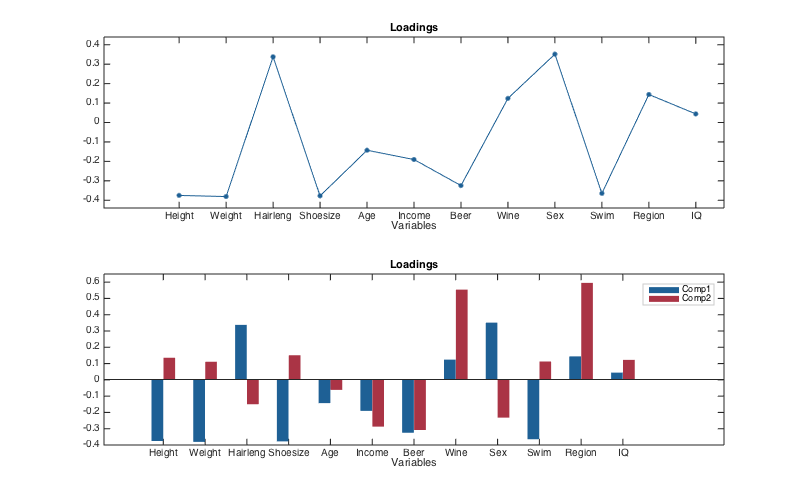 Loadings
0.4
0.3
0.2
0.1
0
-0.1
-0.2
-0.3
-0.4
Height Weight Hairleng Shoesize Age Income Beer Wine Sex Swim Region IQ
Variables
Loadings
0.6
0.5
0.4
0.3
0.2
0.1
0
-0.1
-0.2
-0.3
-0.4
Comp1
Comp2
Height Weight Hairleng Shoesize Age Income Beer Wine Sex Swim Region IQ
Variables